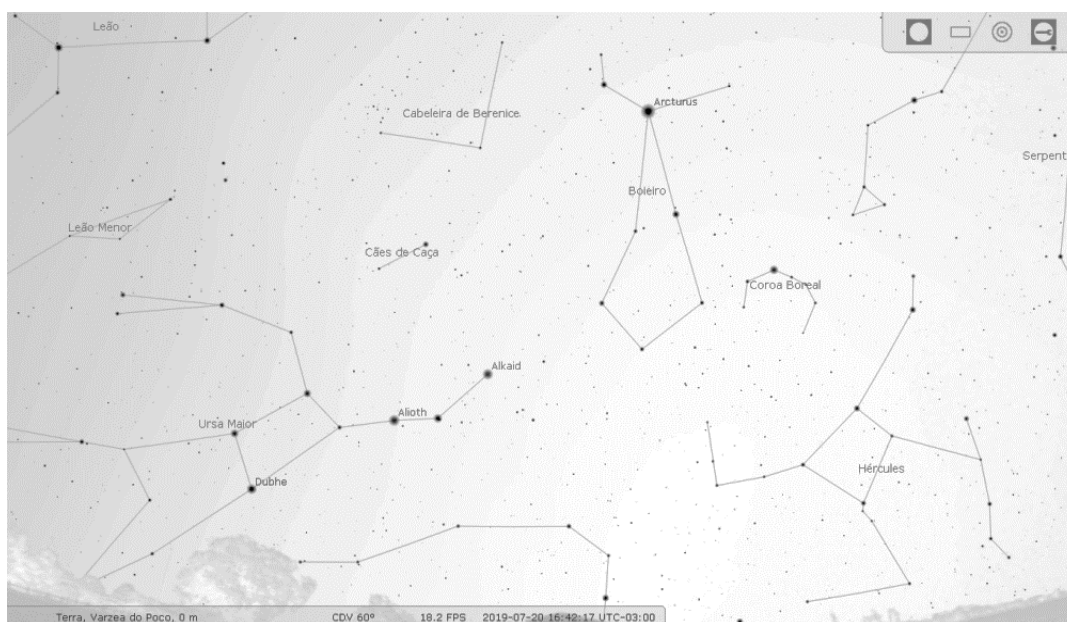 Leão
Cabeleira de Berenice
Arcturus
Serpent
Boieiro
Leão Menor
Cães de Caça
Coroa Boreal
Alkaid
Alioth
Ursa Maior
Hércules
Dubhe
Terra, Varzea do Poco, 0 m CDV 60° 18.2 FPS 2019-07-20 16:42:17 UTC-03:00